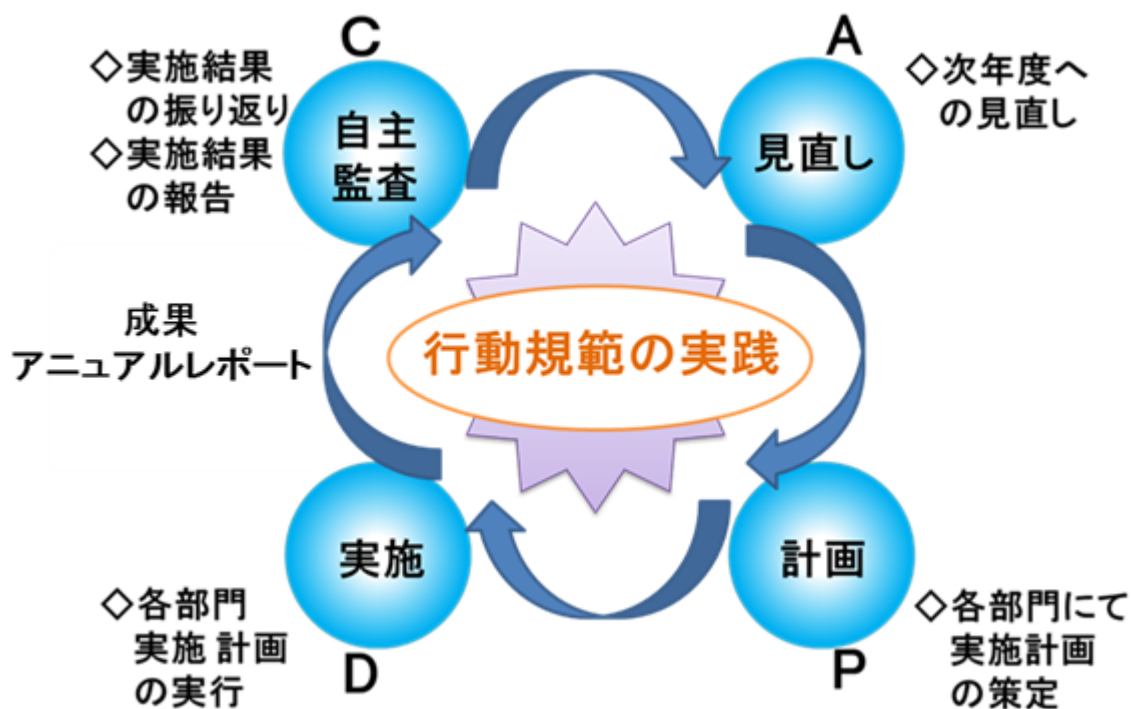 C
◇実施結果
の振り返り
◇実施結果
の報告
自主
監査
A
見直し
◇次年度へ
の見直し
成果
アニュアルレポート
行動規範の実践
実施
D
◇各部門
実施 計画
の実行
計画
P
◇各部門にて
実施計画
の策定